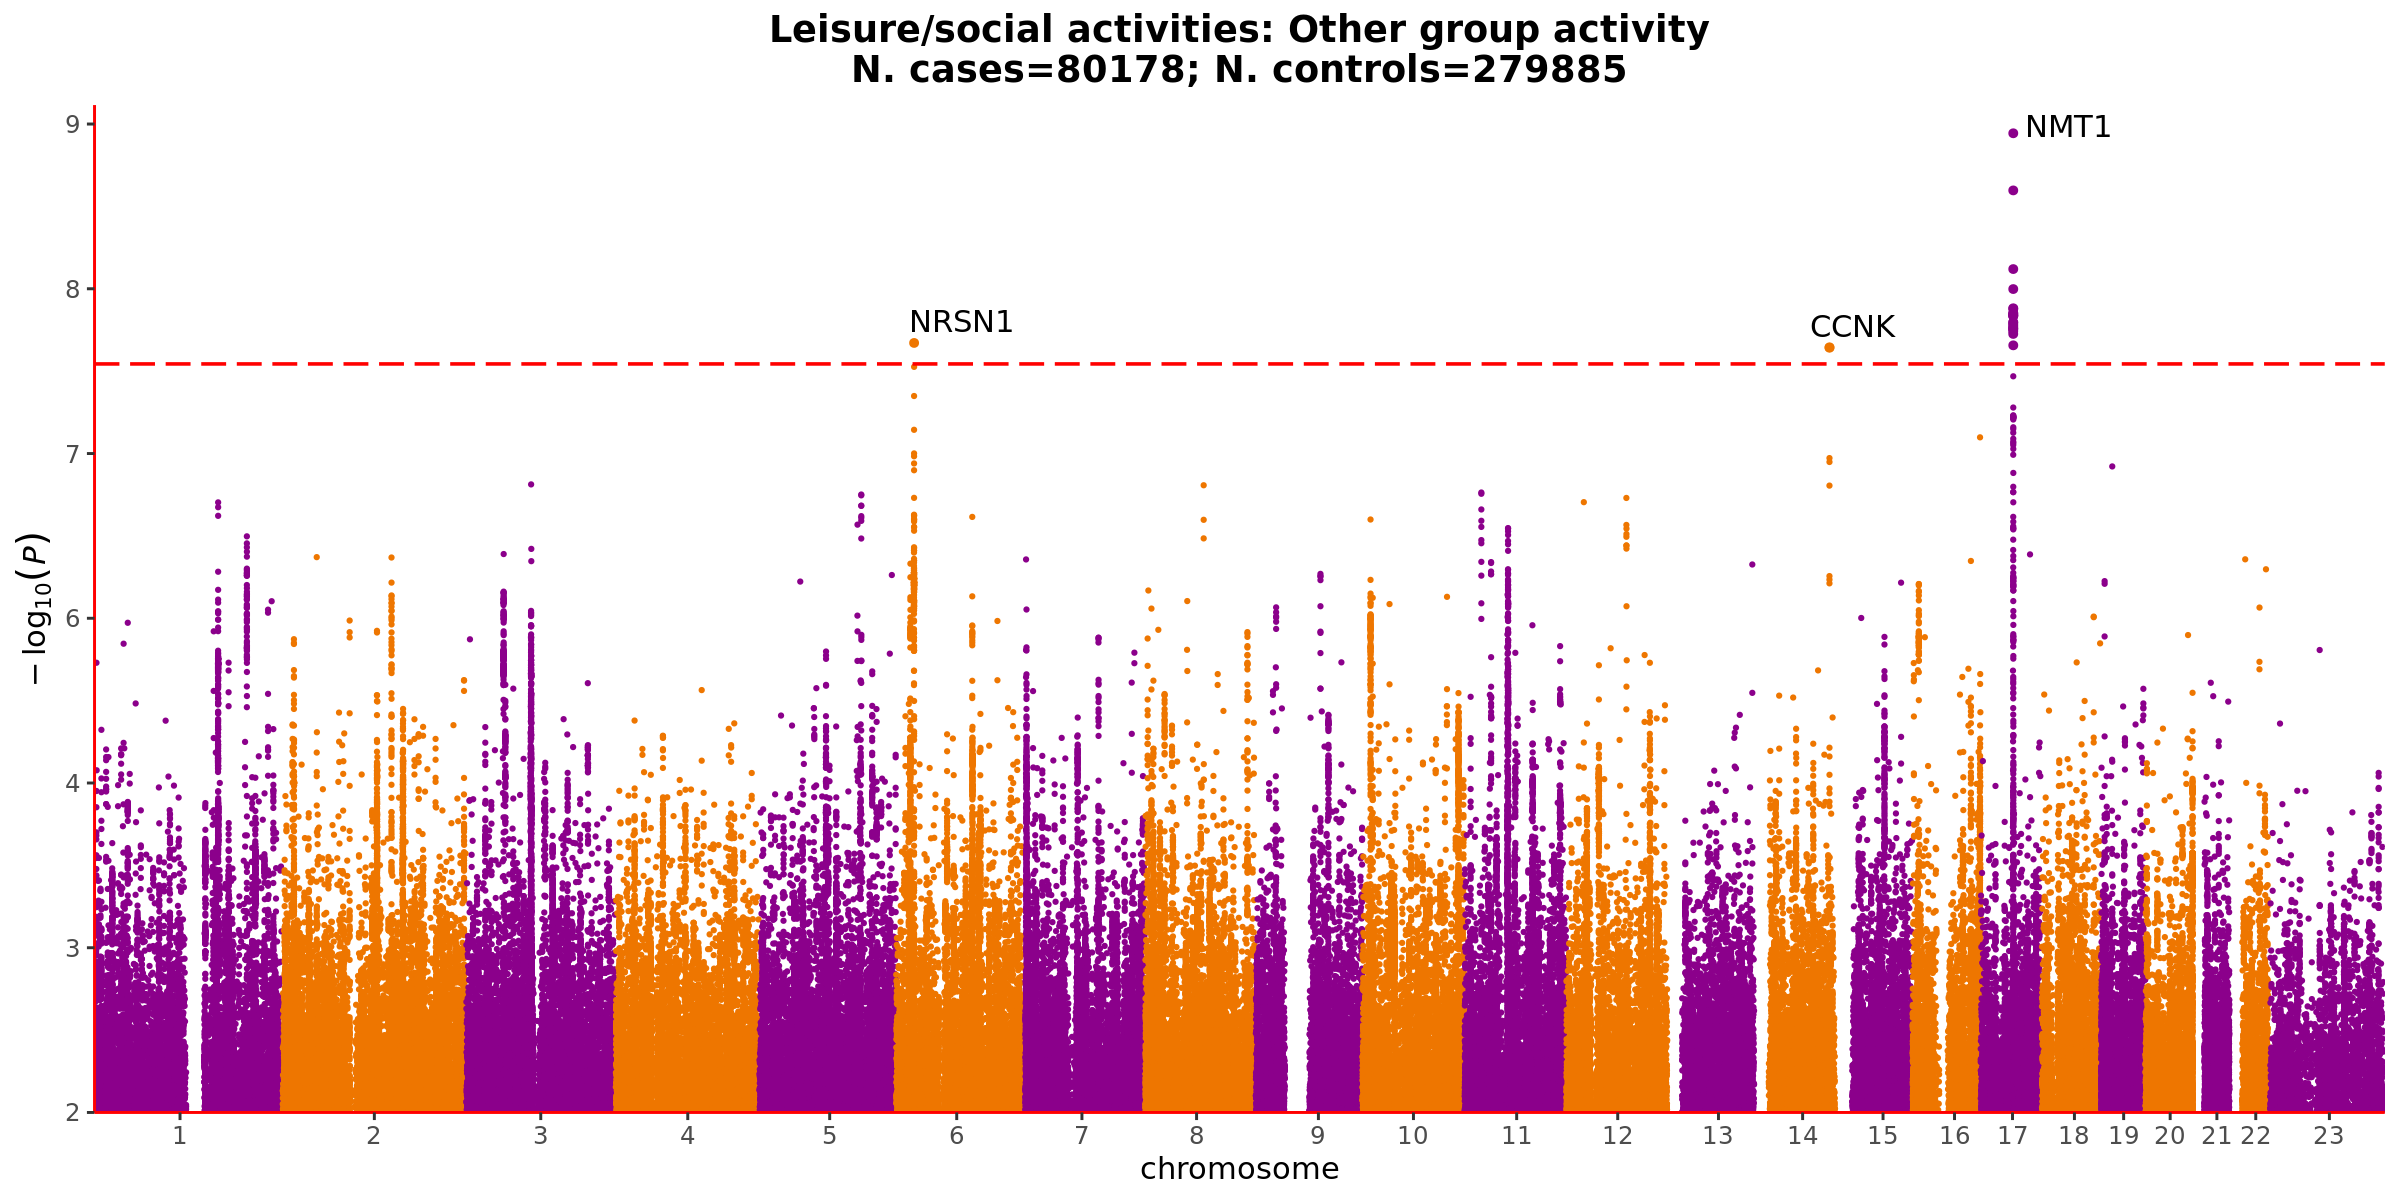 Leisure/social activities: Other group activity
N. cases=80178; N. controls=279885
9
NMT1
8
NRSN1
CCNK
7
6
−log10(P)
5
4
3
2
1 2 3 4 5 6 7 8 9 10 11 12 13 14 15 16 17 18 19 20 21 22 23
chromosome